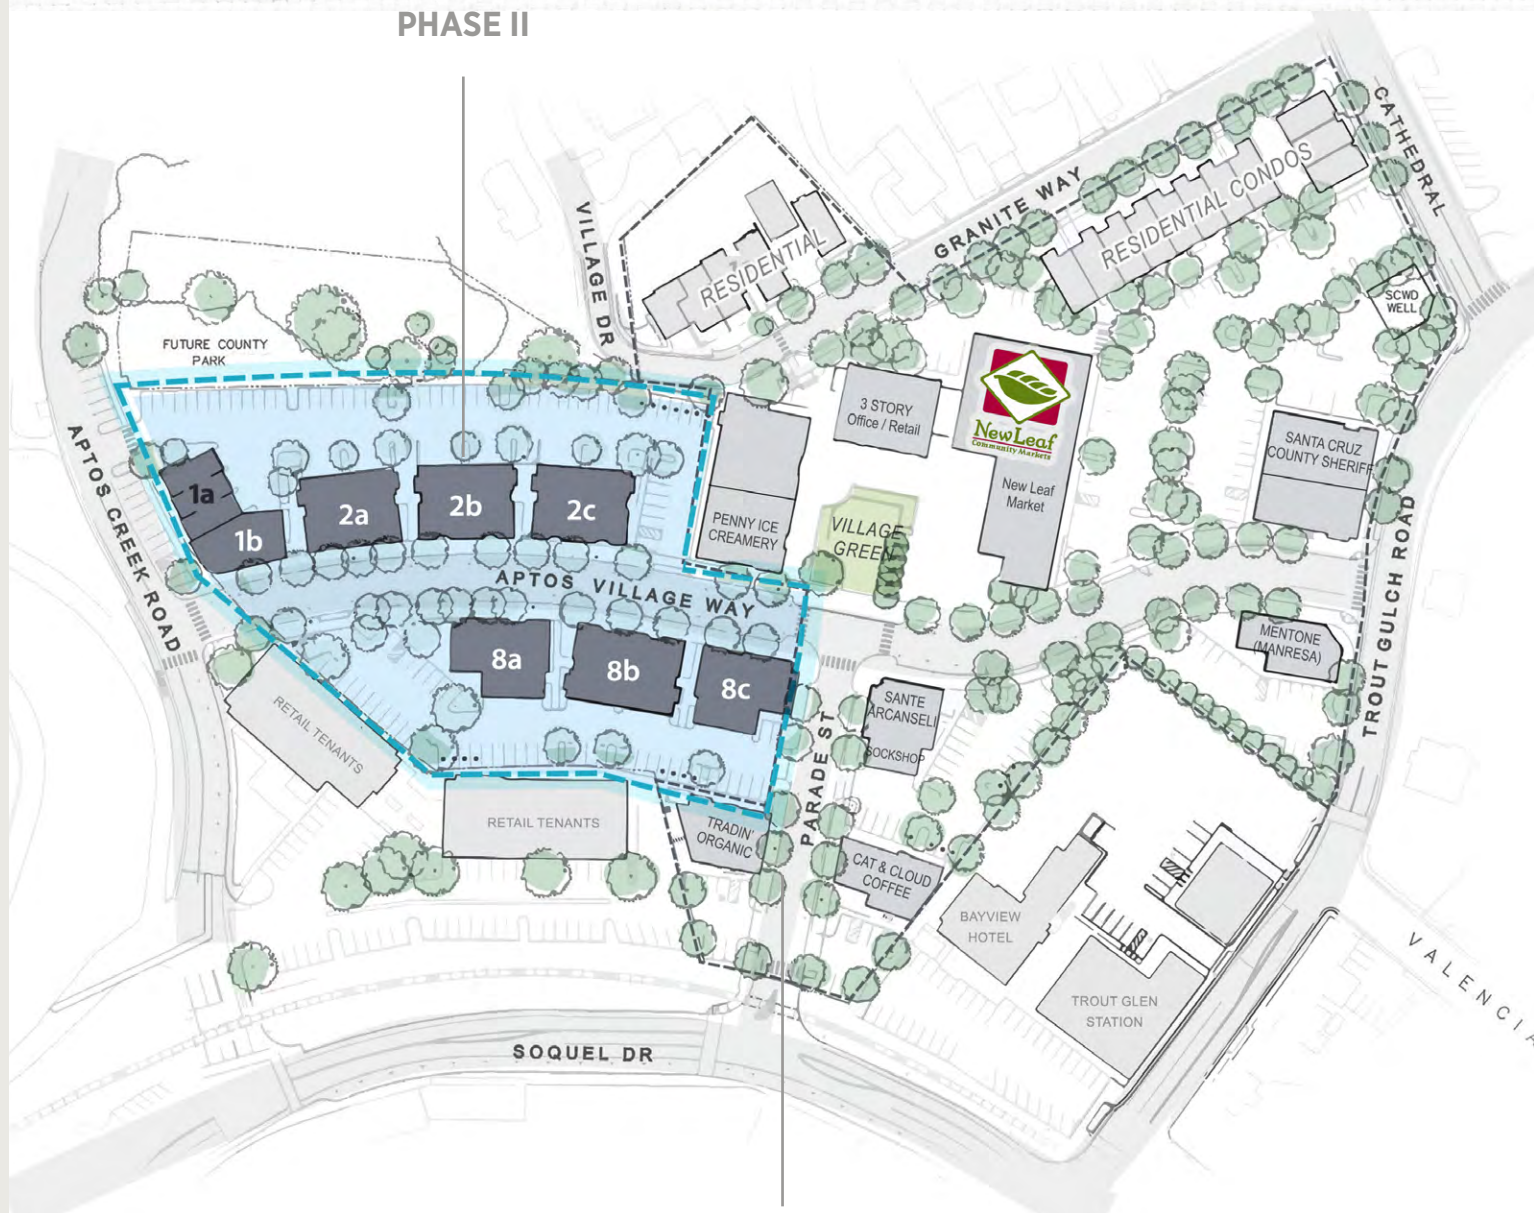 PHASE II
CATHEDRAL
GRANITE WAY
RESIDENTIAL CONDOS
VILLAGE DR
RESIDENTIAL
SCWD
WELL
FUTURE COUNTY
PARK
3 STORY
Office / Retail
NewLeaf
Community Markets
New Leaf
Market
SANTA CRUZ
COUNTY SHERIFF
APTOS CREEK ROAD
1a
1b
2a
2b
2c
PENNY ICE
CREAMERY
VILLAGE
GREEN
APTOS VILLAGE WAY
TROUT GULCH ROAD
MENTONE
(MANRESA)
8a
8b
8c
SANTE
ARCANSELI
SOCKSHOP
PARADE ST
RETAIL TENANTS
RETAIL TENANTS
TRADIN'
ORGANIC
CAT & CLOUD
COFFEE
BAYVIEW
HOTEL
TROUT GLEN
STATION
VALENCIA
SOQUEL DR